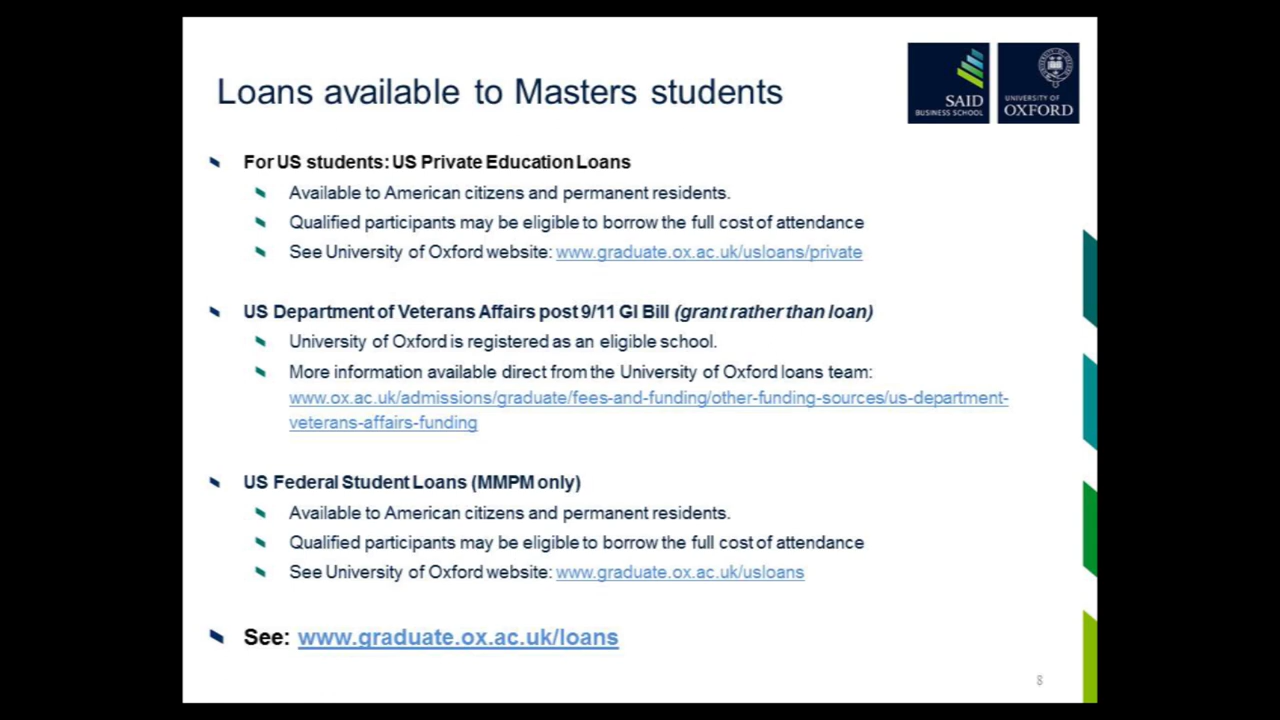 Loans available to Masters students
SAID
BUSINESS SCHOOL
UNIVERSITY OF
OXFORD
For US students: US Private Education Loans
Available to American citizens and permanent residents.
Qualified participants may be eligible to borrow the full cost of attendance
See University of Oxford website: www.graduate.ox.ac.uk/usloans/private
US Department of Veterans Affairs post 9/11 GI Bill (grant rather than loan)
University of Oxford is registered as an eligible school.
More information available direct from the University of Oxford loans team:
www.ox.ac.uk/admissions/graduate/fees-and-funding/other-funding-sources/us-department-
veterans-affairs-funding
US Federal Student Loans (MMPM only)
Available to American citizens and permanent residents.
Qualified participants may be eligible to borrow the full cost of attendance
See University of Oxford website: www.graduate.ox.ac.uk/usloans
See: www.graduate.ox.ac.uk/loans
8